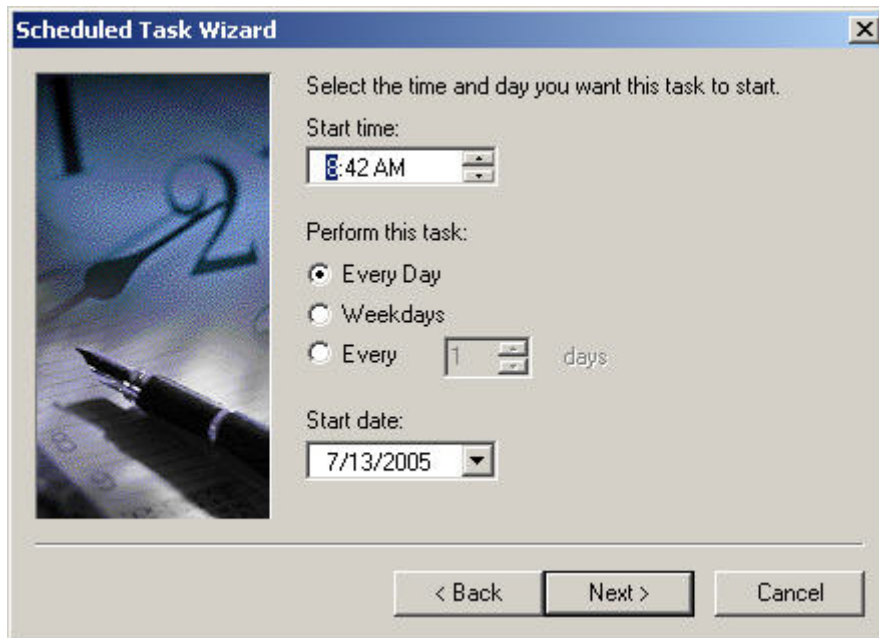 Scheduled Task Wizard
Select the time and day you want this task to start.
Start time:
8:42 AM
Perform this task:
Every Day
Weekdays
Every 1 days
Start date:
7/13/2005
< Back Next > Cancel
2